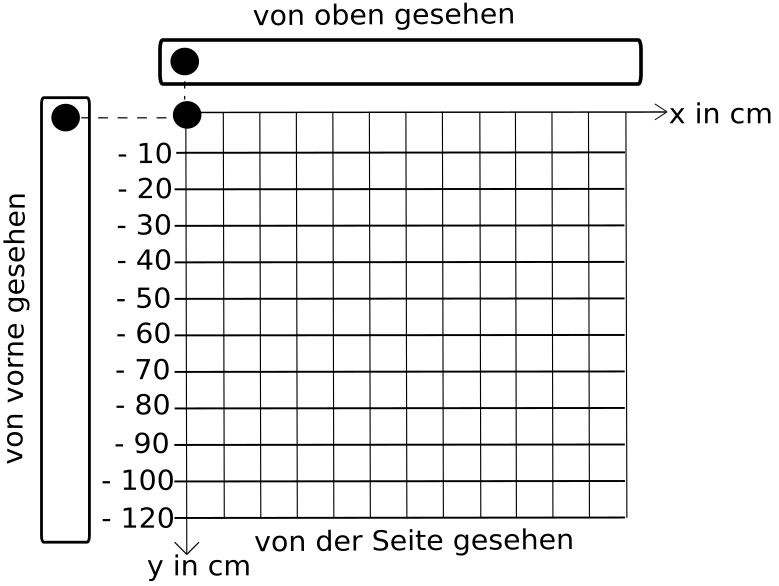 von oben gesehen
x in cm
- 10
- 20
- 30
- 40
- 50
- 60
- 70
- 80
- 90
- 100
- 120
von vorne gesehen
von der Seite gesehen
y in cm